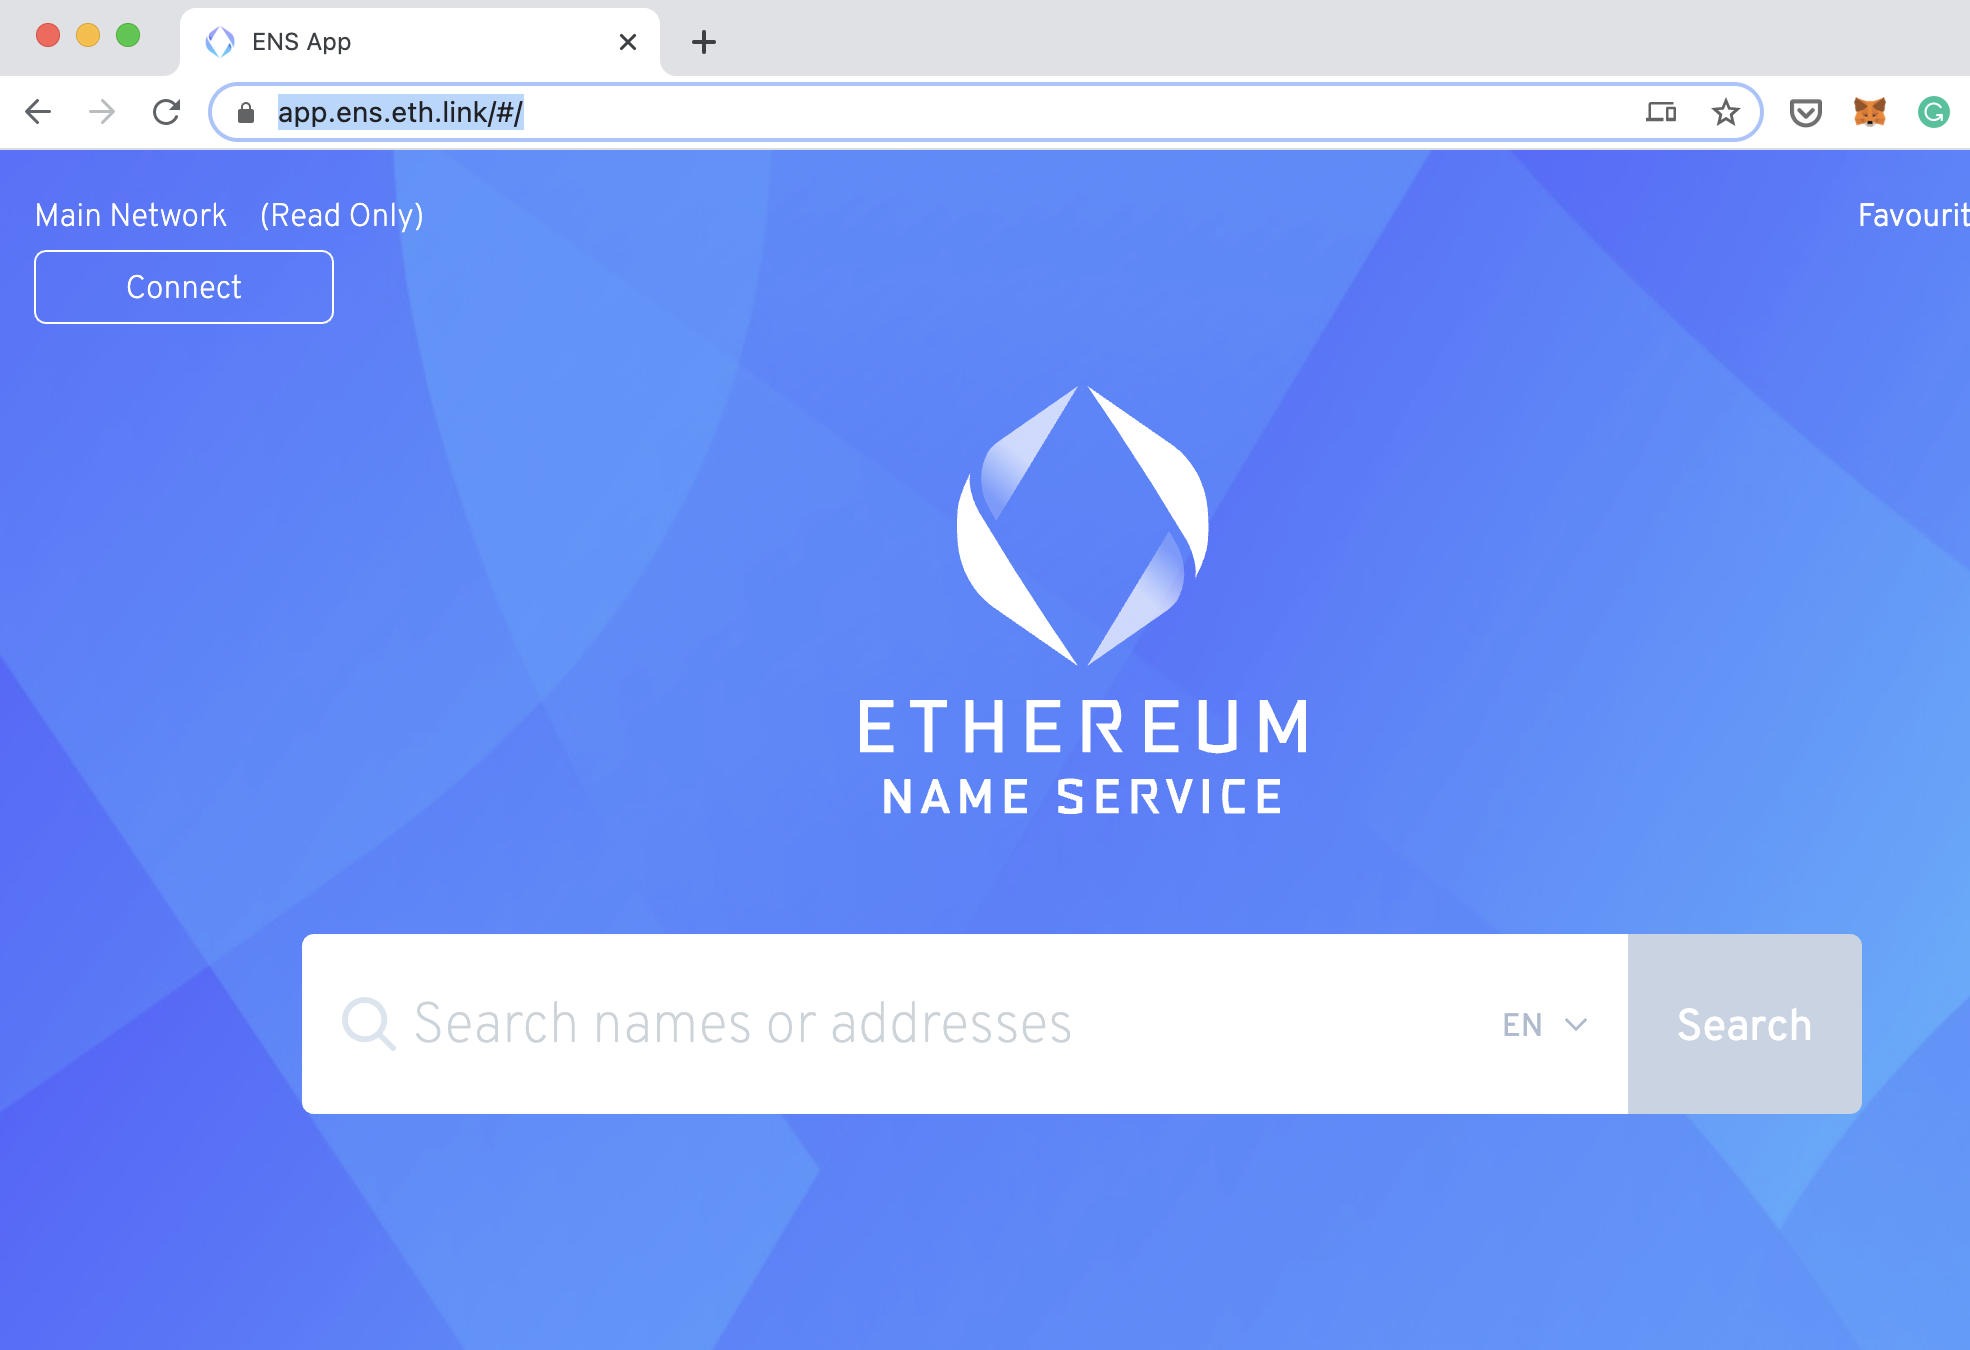 ENS App
app.ens.eth.link/#/
Main Network (Read Only)
Favourit
Connect
ETHEREUM
NAME SERVICE
Search names or addresses
EN
Search